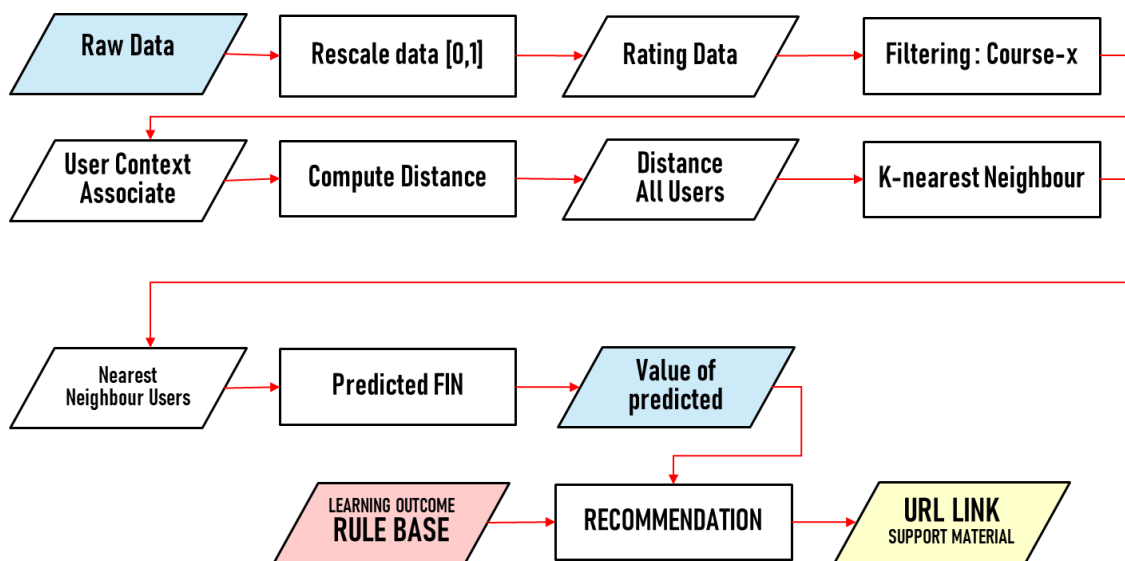 Raw Data
Rescale data [0,1]
Rating Data
Filtering : Course-x
User Context
Associate
Compute Distance
Distance
All Users
K-nearest Neighbour
Nearest
Neighbour Users
Predicted FIN
Value of
predicted
LEARNING OUTCOME
RULE BASE
RECOMMENDATION
URL LINK
SUPPORT MATERIAL